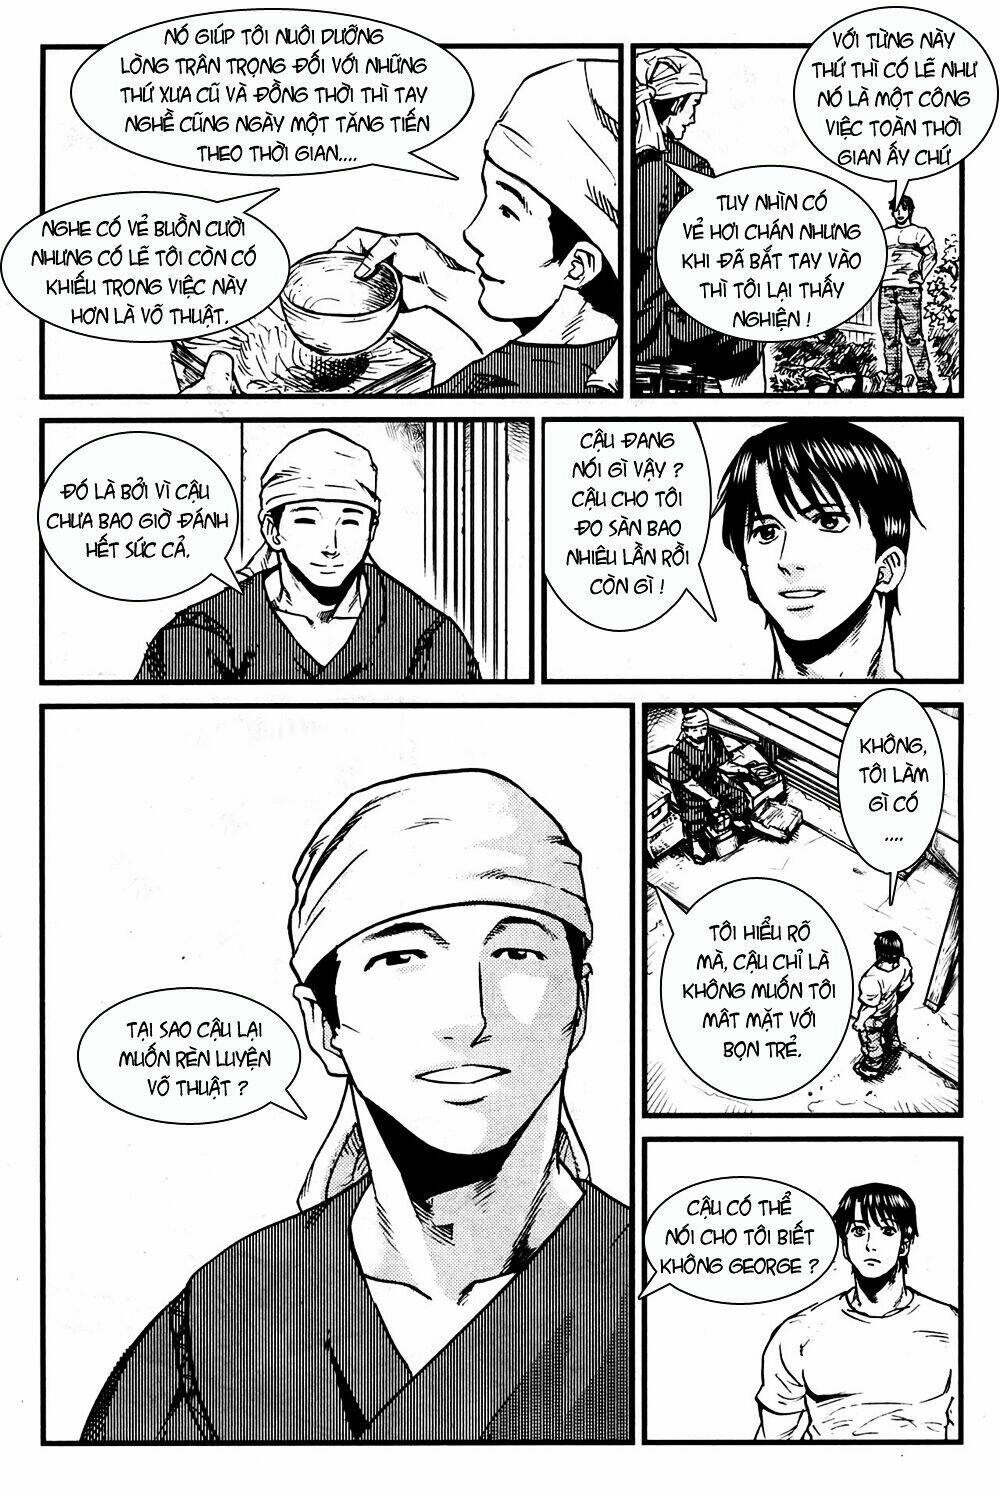 NÓ GIÚP TÔI NUÔI DƯỠNG
LÒNG TRÂN TRỌNG ĐỐI VỚI NHỮNG
THỨ XƯA CŨ VÀ ĐỒNG THỜI THÌ TAY
NGHỀ CŨNG NGÀY MỘT TĂNG TIẾN
THEO THỜI GIAN....
NGHE CÓ VẺ BUỒN CƯỜI
NHƯNG CÓ LẼ TÔI CÒN CÓ
KHIẾU TRONG VIỆC NÀY
HƠN LÀ VÕ THUẬT.
VỚI TỪNG NÀY
THỨ THÌ CÓ LẼ NHƯ
NÓ LÀ MỘT CÔNG
VIỆC TOÀN THỜI
GIAN ẤY CHỨ
TUY NHÌN CÓ
VẺ HƠI CHÁN NHƯNG
KHI ĐÃ BẮT TAY VÀO
THÌ TÔI LẠI THẤY
NGHIỆN !
ĐÓ LÀ BỞI VÌ CẬU
CHƯA BAO GIỜ ĐÁNH
HẾT SỨC CẢ.
CẬU ĐANG
NÓI GÌ VẬY ?
CẬU CHO TÔI
ĐO SÀN BAO
NHIÊU LẦN RỒI
CÒN GÌ !
KHÔNG,
TÔI LÀM
GÌ CÓ
....
TÔI HIỂU RÕ
MÀ, CẬU CHỈ LÀ
KHÔNG MUỐN TÔI
MẤT MẶT VỚI
BỌN TRẺ.
TẠI SAO CẬU LẠI
MUỐN RÈN LUYỆN
VÕ THUẬT ?
CẬU CÓ THỂ
NÓI CHO TÔI BIẾT
KHÔNG GEORGE ?